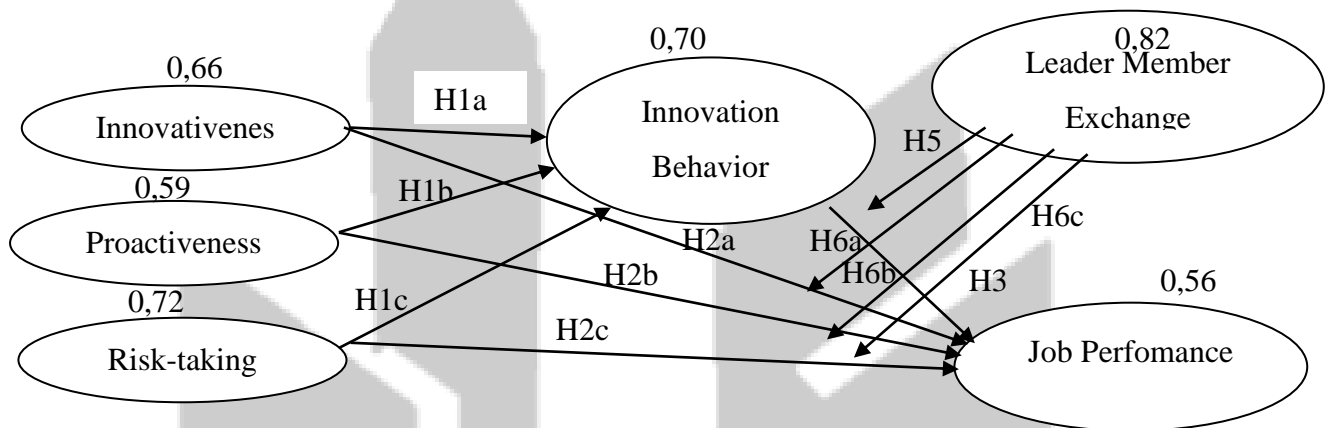 0,66
Innovativenes
0,59
Proactiveness
0,72
Risk-taking
H1a
H1b
H1c
0,70
Innovation
Behavior
H2a
H2b
H2c
0,82
Leader Member
Exchange
H5
H6a
H6b
H6c
H3
0,56
Job Perfomance